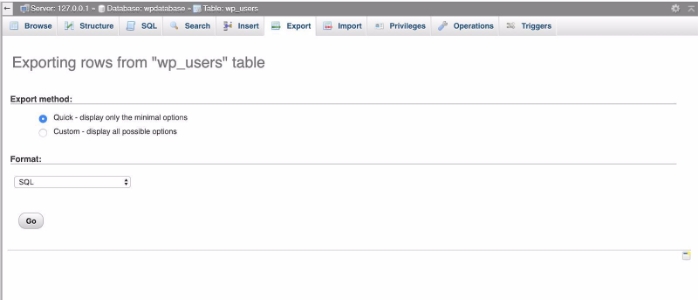 Server: 127.0.0.1 » Database: wpdatabase » Table: wp_users
Browse Structure SQL Search Insert Export Import Privileges Operations Triggers
Exporting rows from "wp_users" table
Export method:
Quick - display only the minimal options
Custom - display all possible options
Format:
SQL
Go